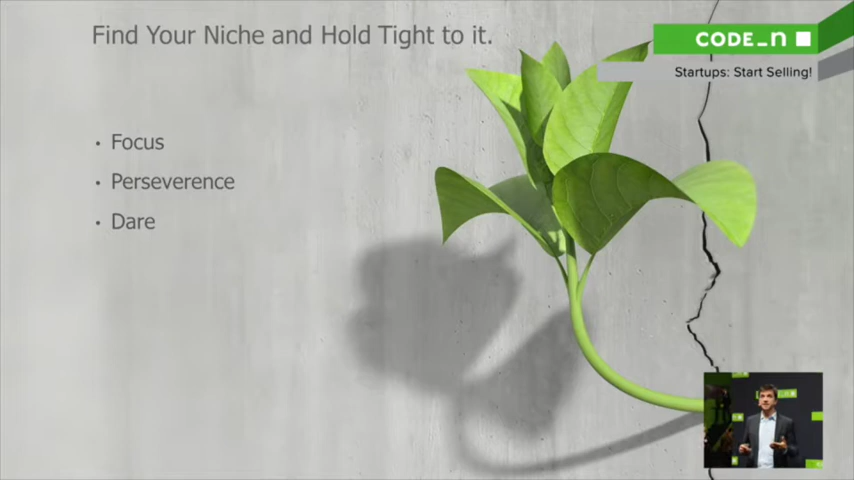 Find Your Niche and Hold Tight to it.
CODE_n
Startups: Start Selling!
• Focus
• Perseverence
• Dare